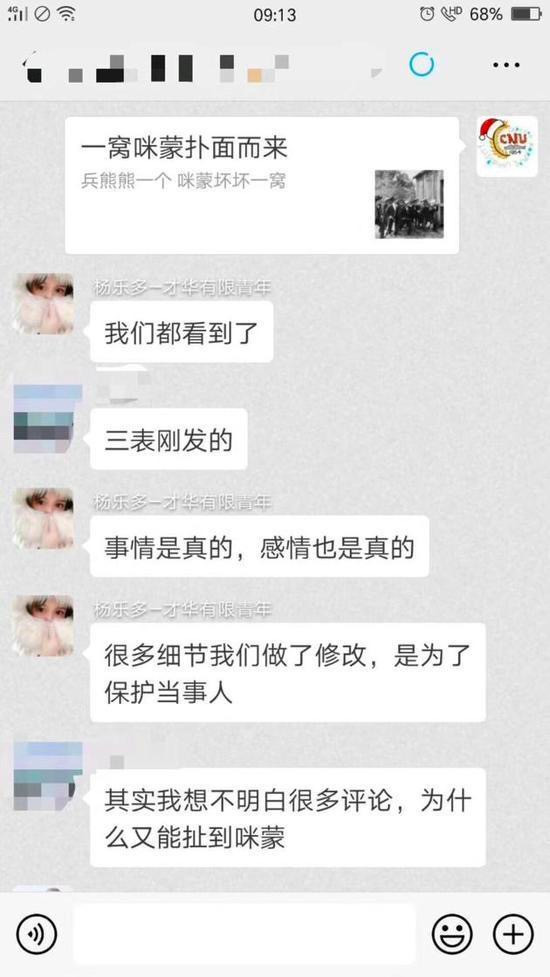 4G
09:13
HD
68%
一窝咪蒙扑面而来
兵熊熊一个 咪蒙坏坏一窝
CNU
1954
杨乐多—才华有限青年
我们都看到了
三表刚发的
杨乐多—才华有限青年
事情是真的，感情也是真的
杨乐多—才华有限青年
很多细节我们做了修改，是为了
保护当事人
其实我想不明白很多评论，为什
么又能扯到咪蒙